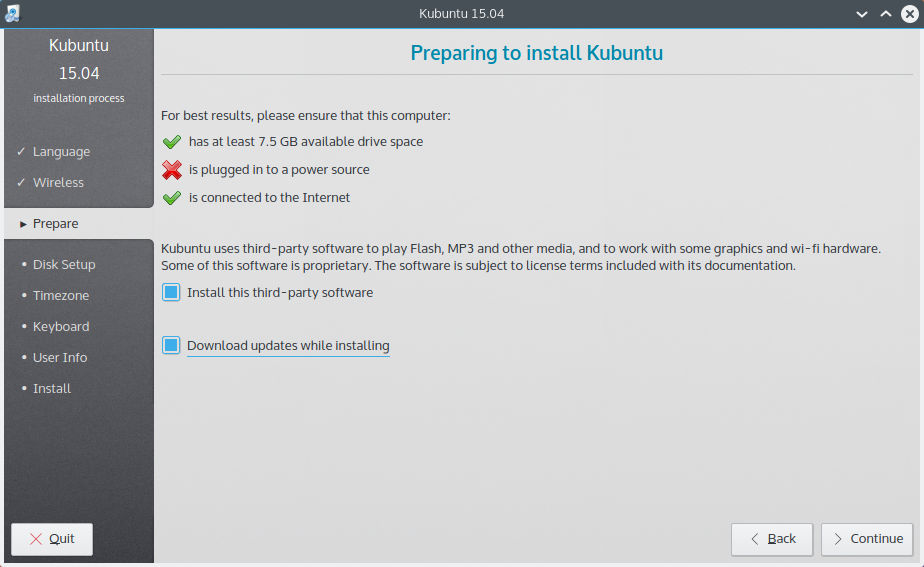 Kubuntu 15.04
Kubuntu
15.04
installation process
✓ Language
✓ Wireless
▸ Prepare
• Disk Setup
• Timezone
• Keyboard
• User Info
• Install
Quit
Preparing to install Kubuntu
For best results, please ensure that this computer:
has at least 7.5 GB available drive space
is plugged in to a power source
is connected to the Internet
Kubuntu uses third-party software to play Flash, MP3 and other media, and to work with some graphics and wi-fi hardware.
Some of this software is proprietary. The software is subject to license terms included with its documentation.
Install this third-party software
Download updates while installing
Back
Continue